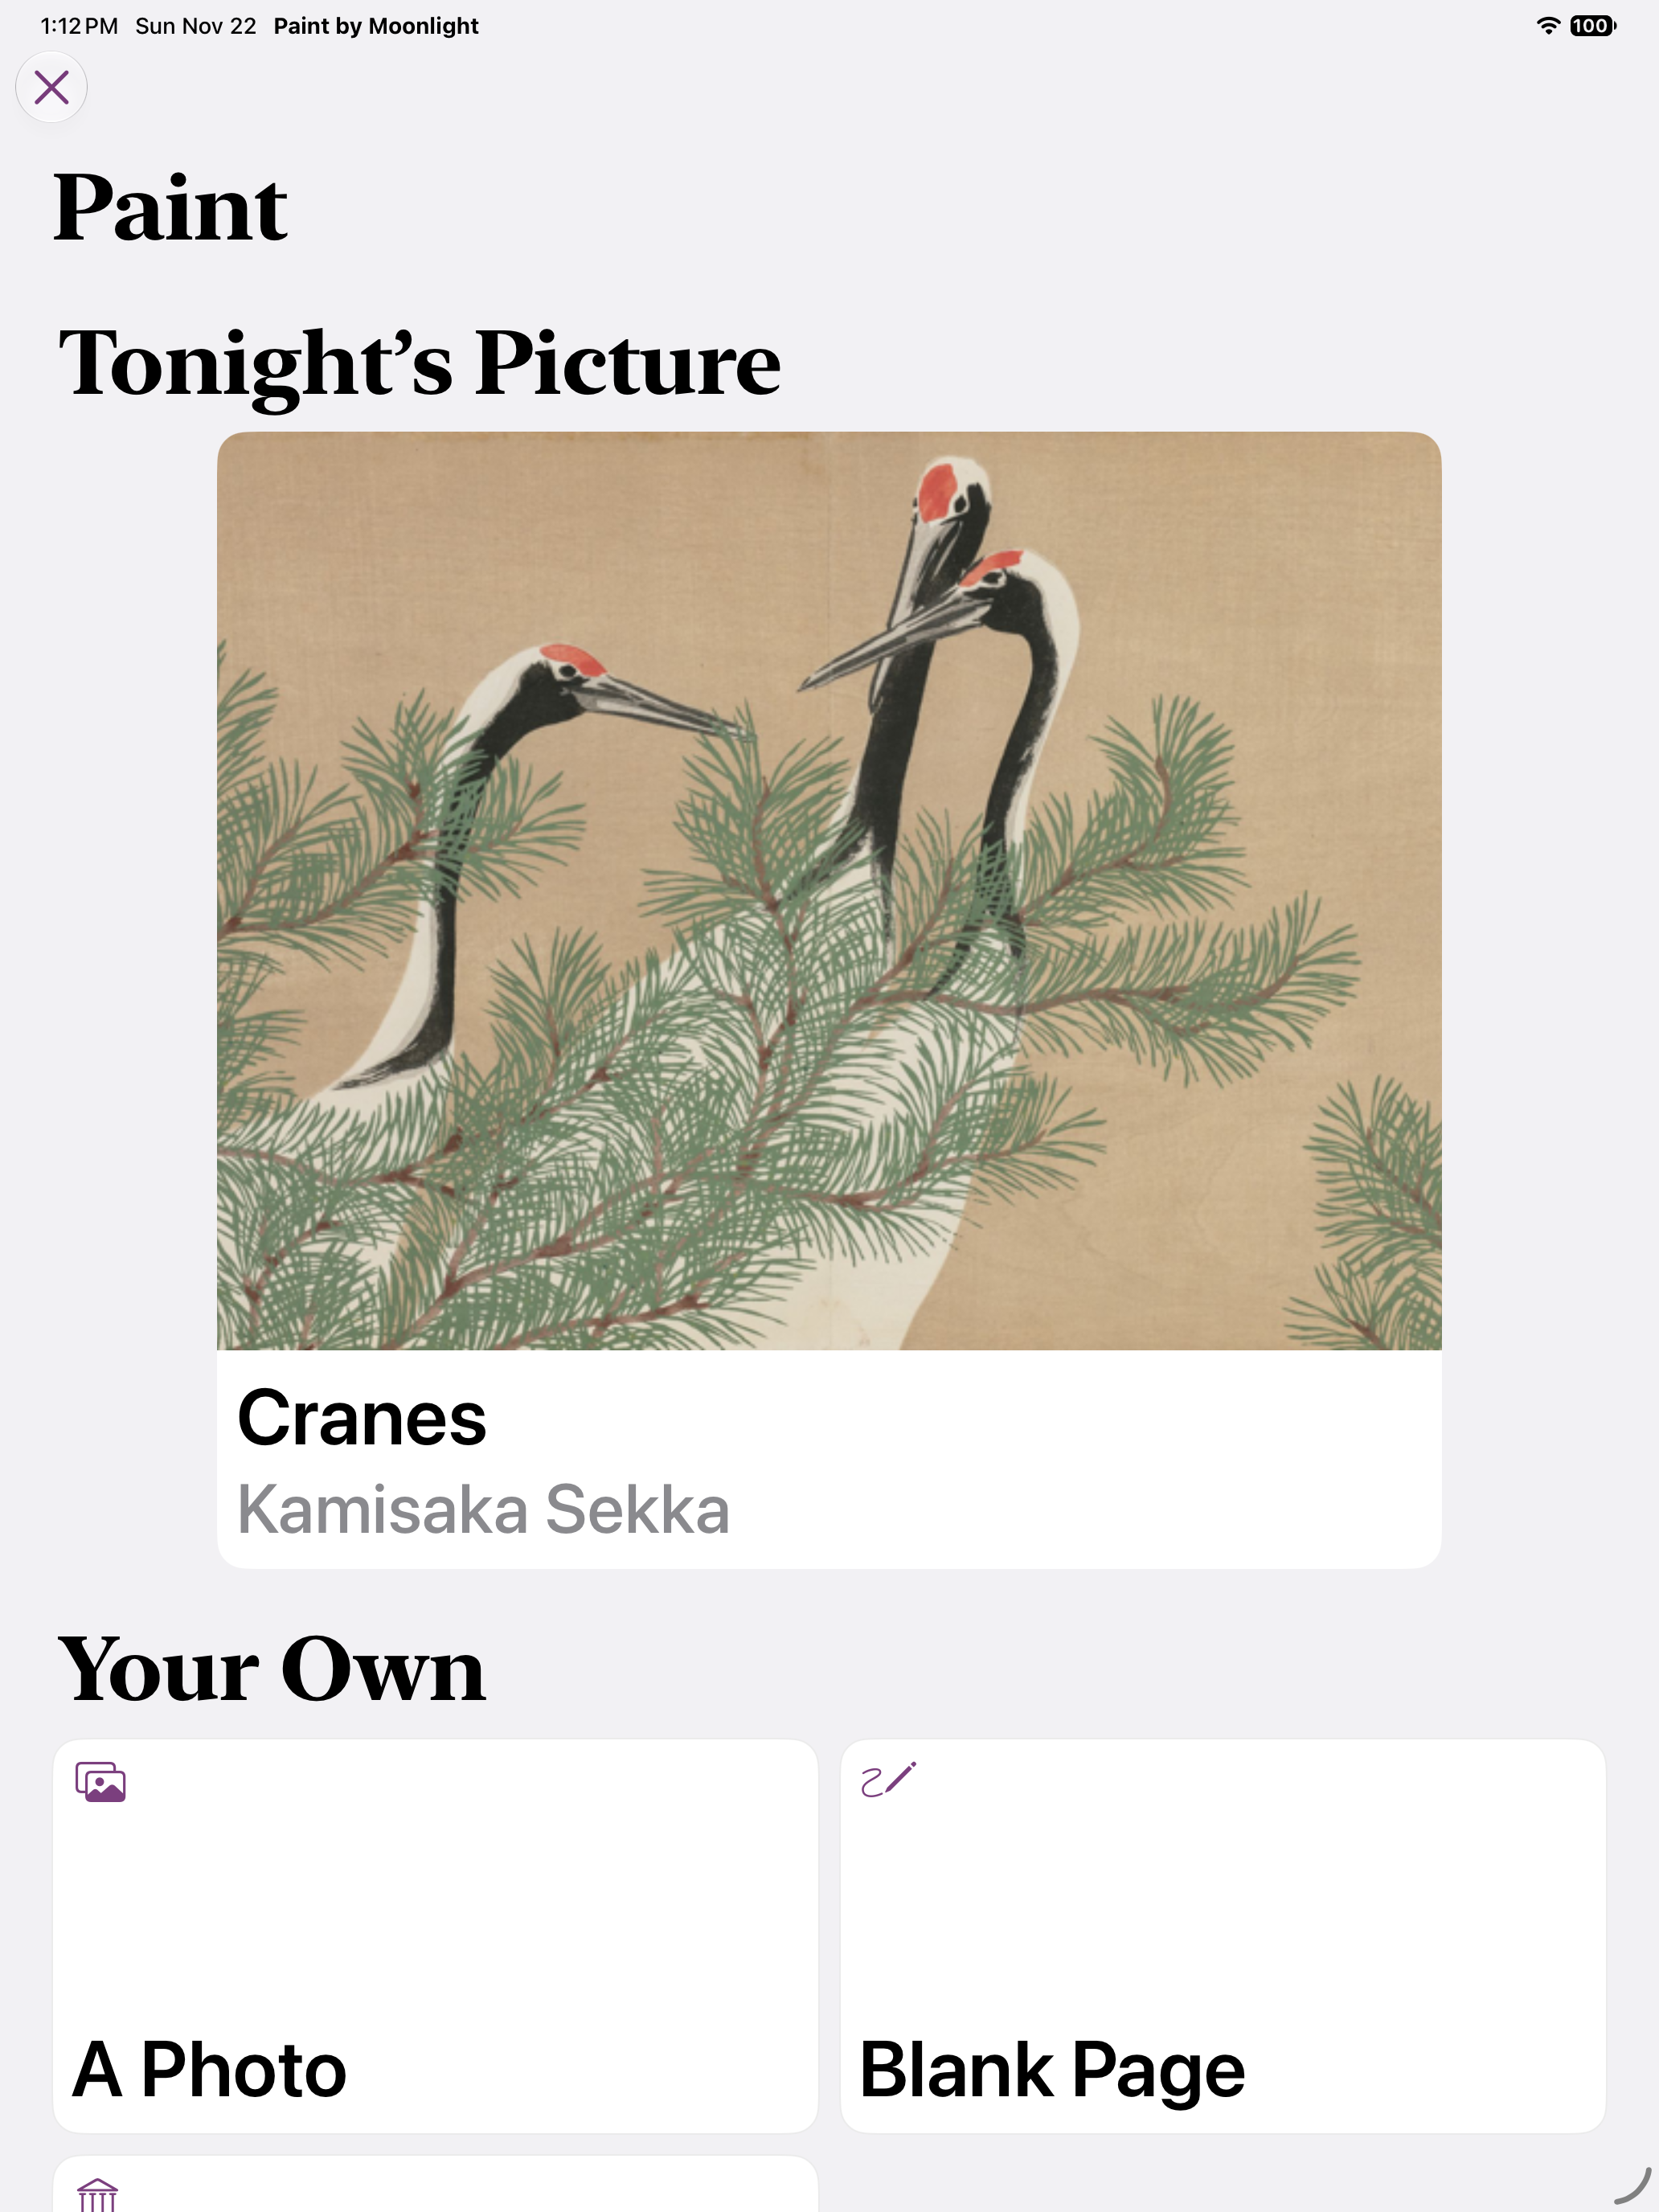 1:12 PM Sun Nov 22 Paint by Moonlight 100
Paint
Tonight’s Picture
Cranes
Kamisaka Sekka
Your Own
A Photo
Blank Page